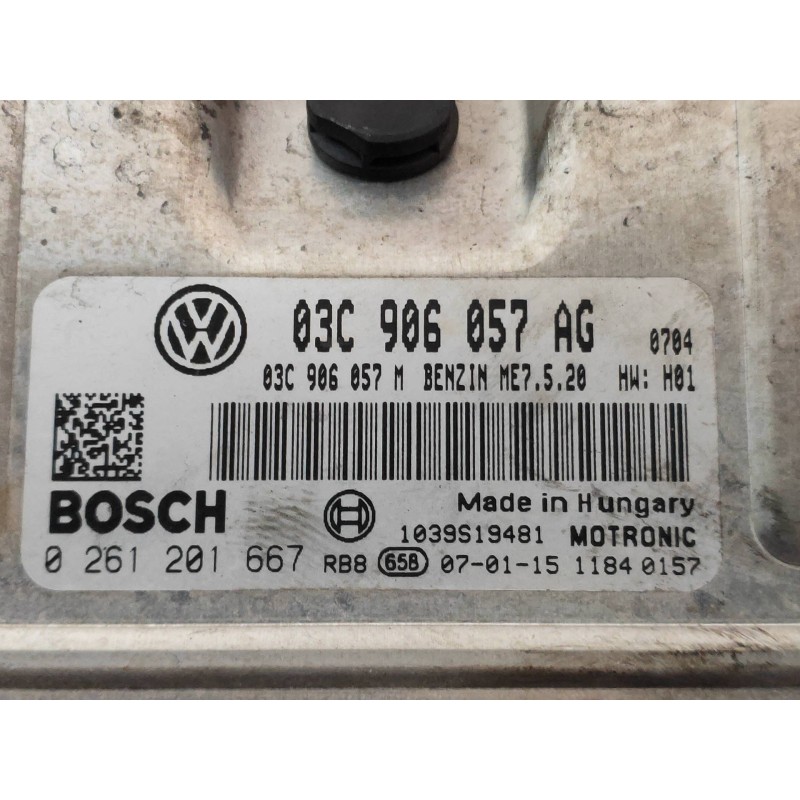 03C 906 057 AG 0704
03C 906 057 M BENZIN ME7.5.20 HW: H01
BOSCH Made in Hungary
1039S19481 MOTRONIC
0 261 201 667 RB8 65B 07-01-15 1184 0157